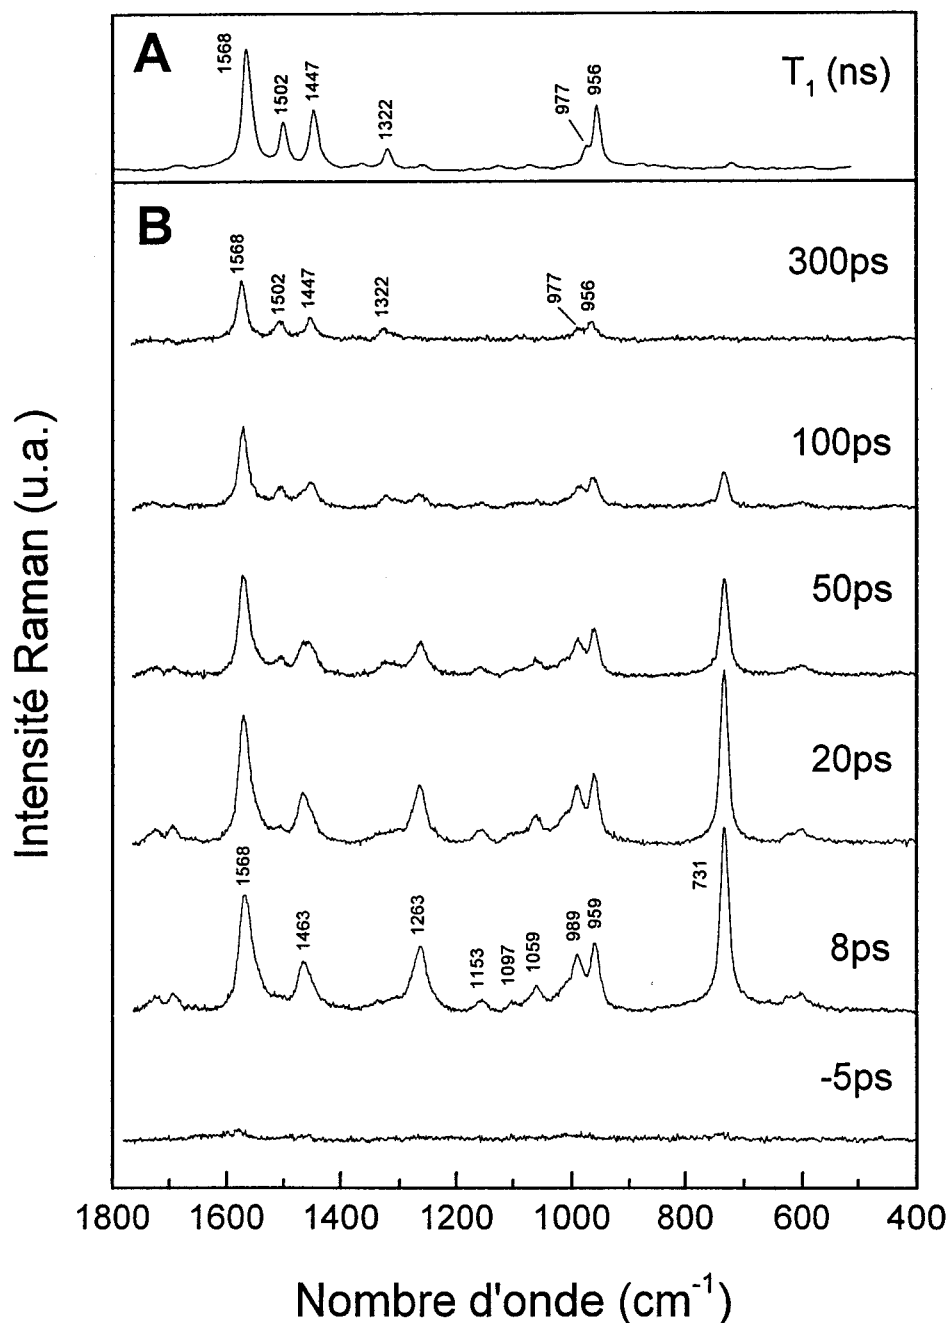 A
T1 (ns)
1568
1502
1447
1322
977
956
B
300ps
1568
1502
1447
1322
977
956
100ps
50ps
20ps
8ps
1568
1463
1263
1153
1097
1059
989
959
731
-5ps
Intensité Raman (u.a.)
1800 1600 1400 1200 1000 800 600 400
Nombre d'onde (cm-1)